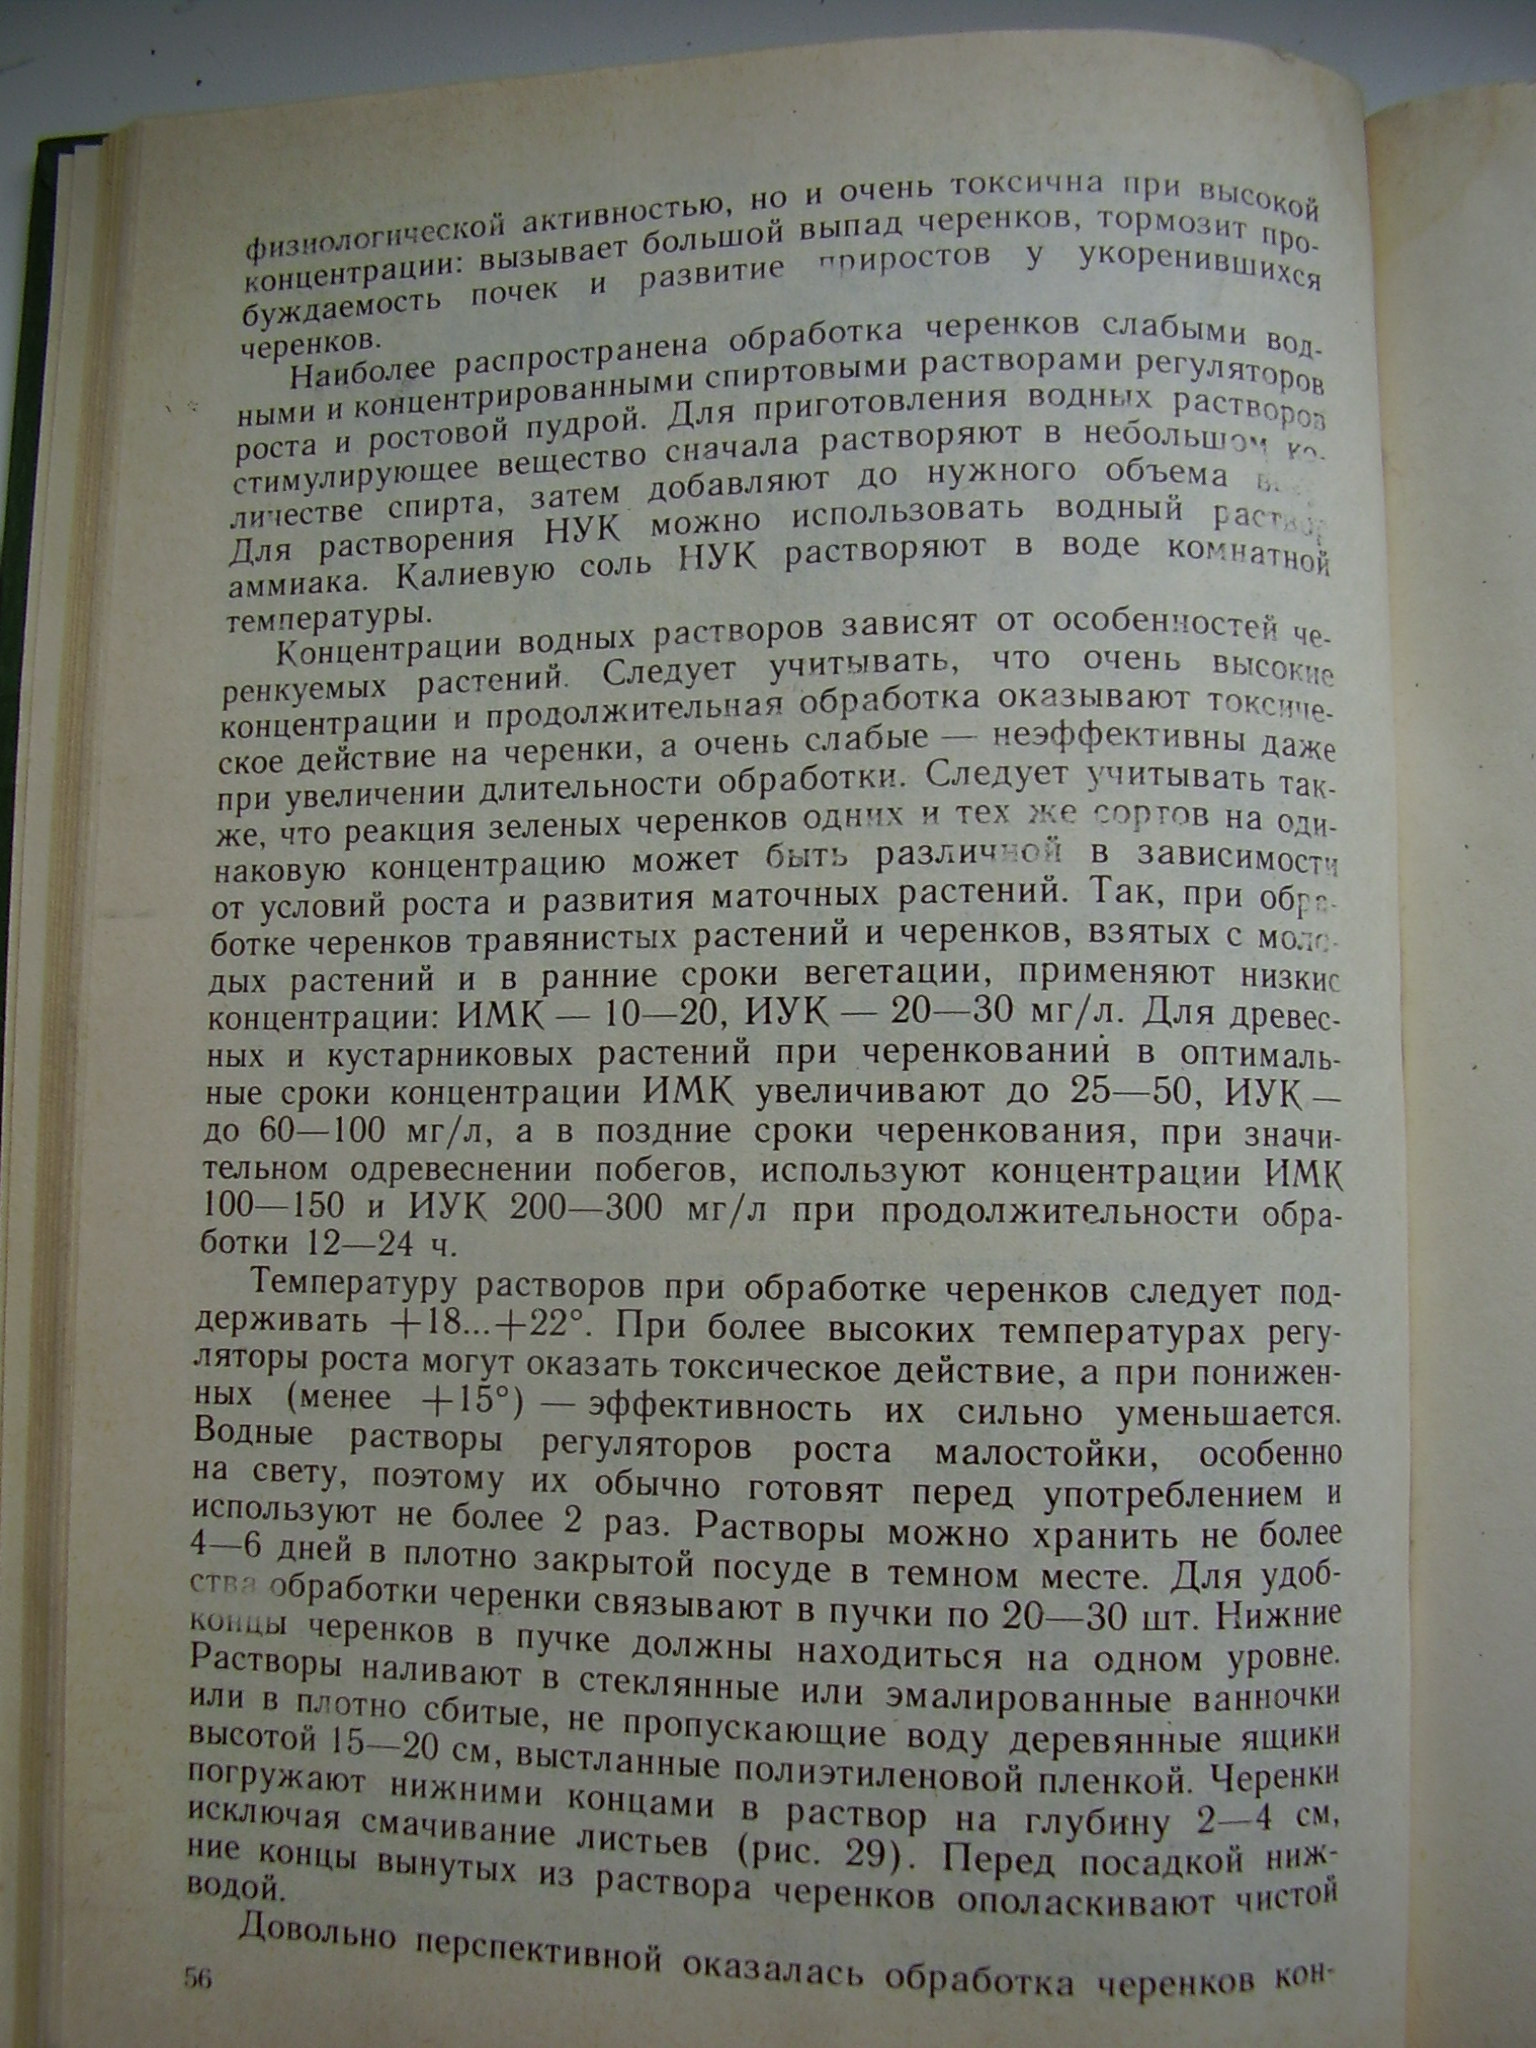 физиологической активностью, но и очень токсична при высокой
концентрации: вызывает большой выпад черенков, тормозит про-
буждаемость почек и развитие приростов у укоренившихся
черенков.
Наиболее распространена обработка черенков слабыми вод-
ными и концентрированными спиртовыми растворами регуляторов
роста и ростовой пудрой. Для приготовления водных растворов
стимулирующее вещество сначала растворяют в небольшом ко-
личестве спирта, затем добавляют до нужного объема
Для растворения НУК можно использовать водный раствор
аммиака. Калиевую соль НУК растворяют в воде комнатной
температуры.
Концентрации водных растворов зависят от особенностей че-
ренкуемых растений. Следует учитывать, что очень высокие
концентрации и продолжительная обработка оказывают токсиче-
ское действие на черенки, а очень слабые — неэффективны даже
при увеличении длительности обработки. Следует учитывать так-
же, что реакция зеленых черенков одних и тех же сортов на оди-
наковую концентрацию может быть различной в зависимости
от условий роста и развития маточных растений. Так, при обра-
ботке черенков травянистых растений и черенков, взятых с моло-
дых растений и в ранние сроки вегетации, применяют низкие
концентрации: ИМК — 10—20, ИУК — 20—30 мг/л. Для древес-
ных и кустарниковых растений при черенкований в оптималь-
ные сроки концентрации ИМК увеличивают до 25—50, ИУК —
до 60—100 мг/л, а в поздние сроки черенкования, при значи-
тельном одревеснении побегов, используют концентрации ИМК
100—150 и ИУК 200—300 мг/л при продолжительности обра-
ботки 12—24 ч.
Температуру растворов при обработке черенков следует под-
держивать +18...+22°. При более высоких температурах регу-
ляторы роста могут оказать токсическое действие, а при понижен-
ных (менее +15°) — эффективность их сильно уменьшается.
Водные растворы регуляторов роста малостойки, особенно
на свету, поэтому их обычно готовят перед употреблением и
используют не более 2 раз. Растворы можно хранить не более
4—6 дней в плотно закрытой посуде в темном месте. Для удоб-
ства обработки черенки связывают в пучки по 20—30 шт. Нижние
концы черенков в пучке должны находиться на одном уровне.
Растворы наливают в стеклянные или эмалированные ванночки
или в плотно сбитые, не пропускающие воду деревянные ящики
высотой 15—20 см, выстланные полиэтиленовой пленкой. Черенки
погружают нижними концами в раствор на глубину 2—4 см,
исключая смачивание листьев (рис. 29). Перед посадкой ниж-
ние концы вынутых из раствора черенков ополаскивают чистой
водой.
Довольно перспективной оказалась обработка черенков кон-
56